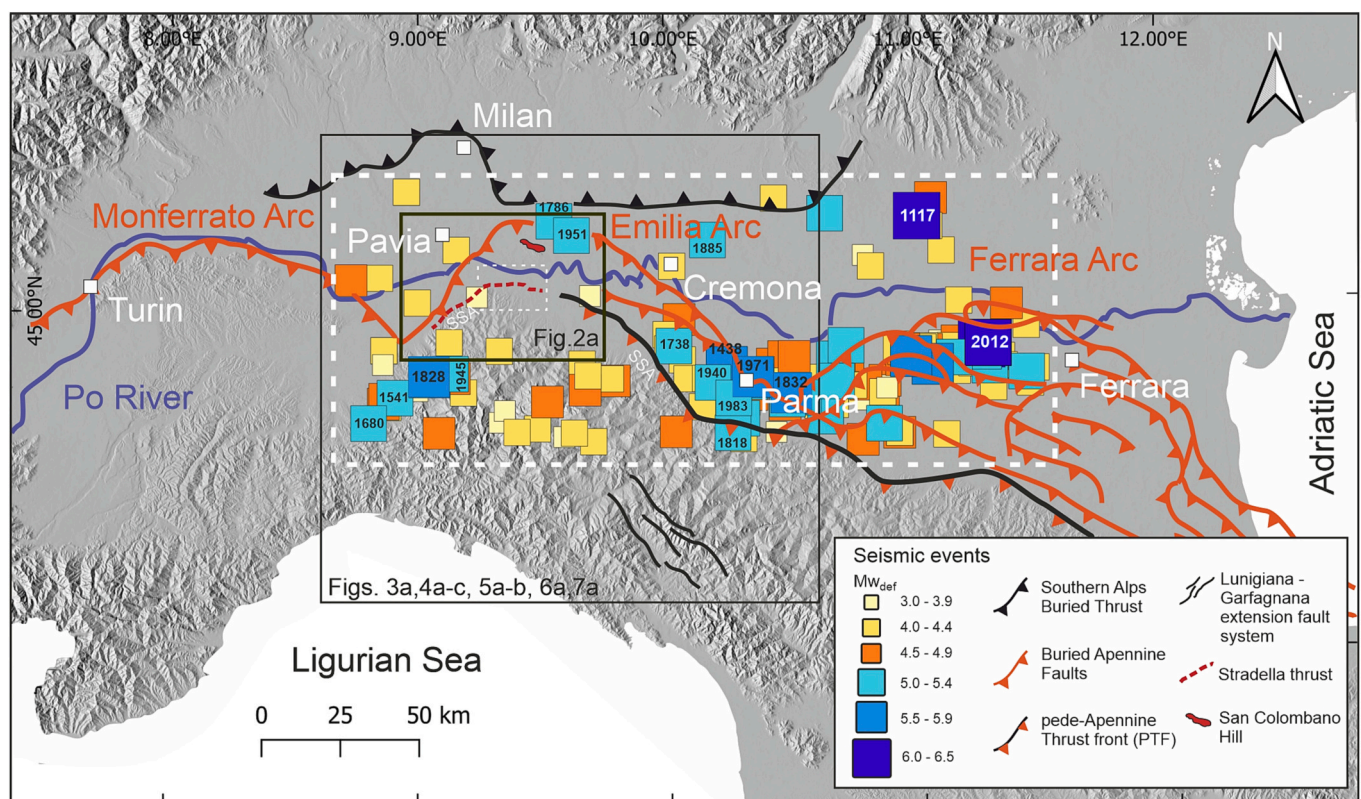 8.00°E
9.00°E
10.00°E
11.00°E
12.00°E
N
Milan
Monferrato Arc
Pavia
1786
1951
Emilia Arc
1885
1117
Ferrara Arc
Turin
45.00°N
SSA
Cremona
Fig.2a
Po River
1738
1438
2012
SSA
1828
1945
1940
1971
1832
Ferrara
1541
1983
Parma
1680
1818
Adriatic Sea
Figs. 3a,4a-c, 5a-b, 6a,7a
Ligurian Sea
0 25 50 km
Seismic events
Mwdef
3.0 - 3.9
4.0 - 4.4
4.5 - 4.9
5.0 - 5.4
5.5 - 5.9
6.0 - 6.5
Southern Alps
Buried Thrust
Buried Apennine
Faults
pede-Apennine
Thrust front (PTF)
Lunigiana -
Garfagnana
extension fault
system
Stradella thrust
San Colombano
Hill